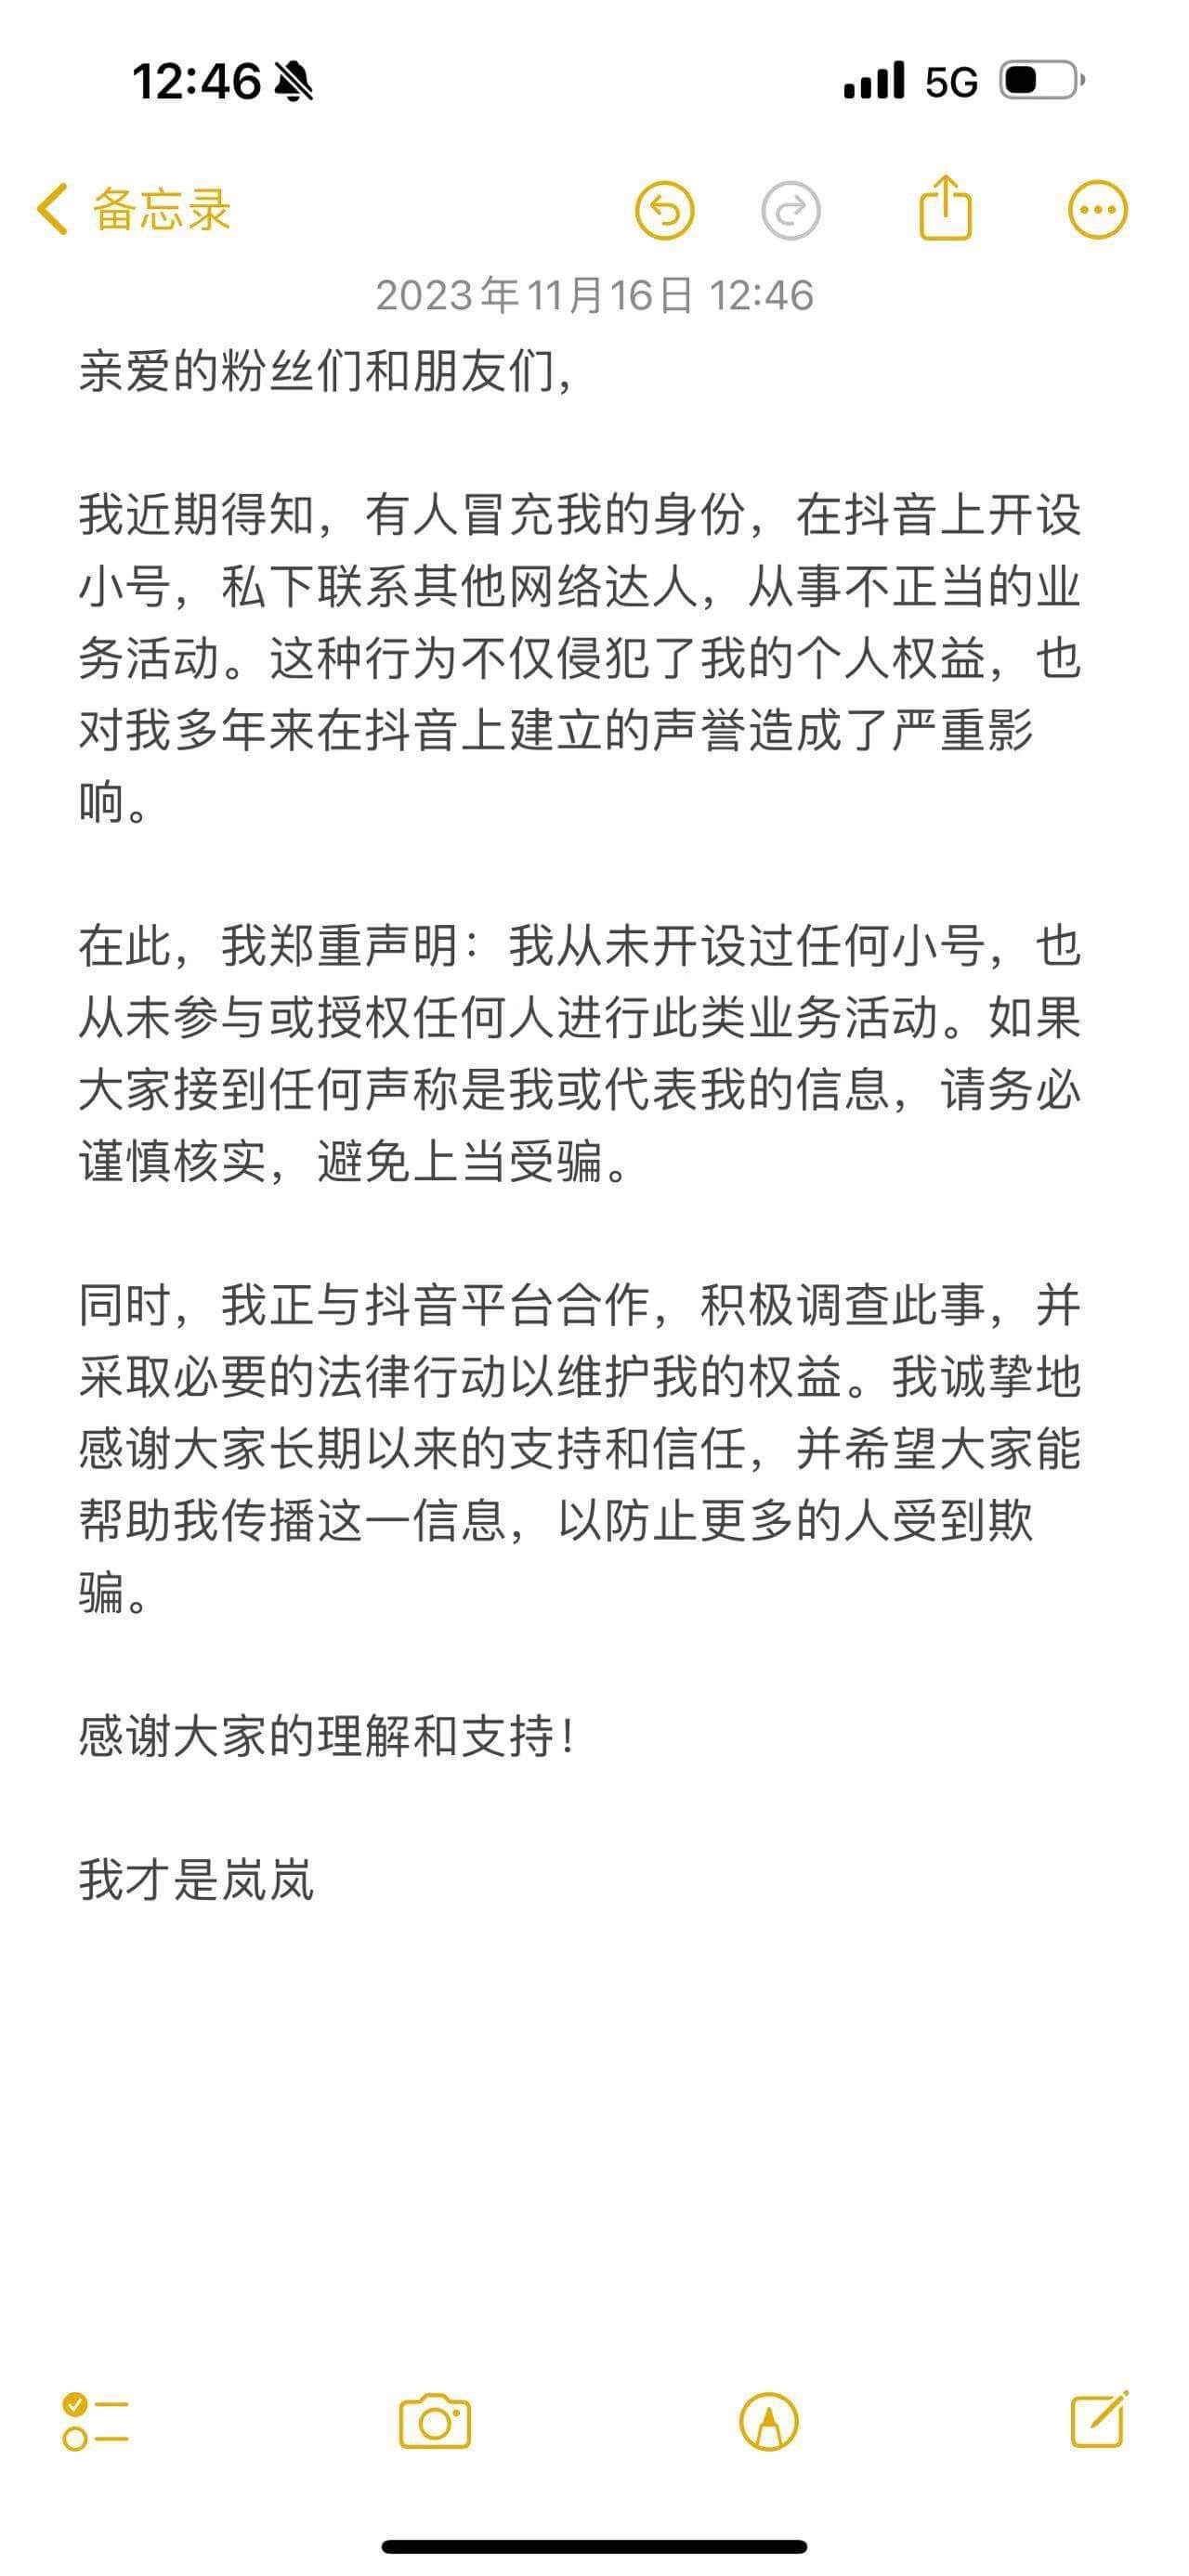 12:46
5G
备忘录
2023年11月16日 12:46
亲爱的粉丝们和朋友们，
我近期得知，有人冒充我的身份，在抖音上开设
小号，私下联系其他网络达人，从事不正当的业
务活动。这种行为不仅侵犯了我的个人权益，也
对我多年来在抖音上建立的声誉造成了严重影
响。
在此，我郑重声明：我从未开设过任何小号，也
从未参与或授权任何人进行此类业务活动。如果
大家接到任何声称是我或代表我的信息，请务必
谨慎核实，避免上当受骗。
同时，我正与抖音平台合作，积极调查此事，并
采取必要的法律行动以维护我的权益。我诚挚地
感谢大家长期以来的支持和信任，并希望大家能
帮助我传播这一信息，以防止更多的人受到欺
骗。
感谢大家的理解和支持！
我才是岚岚